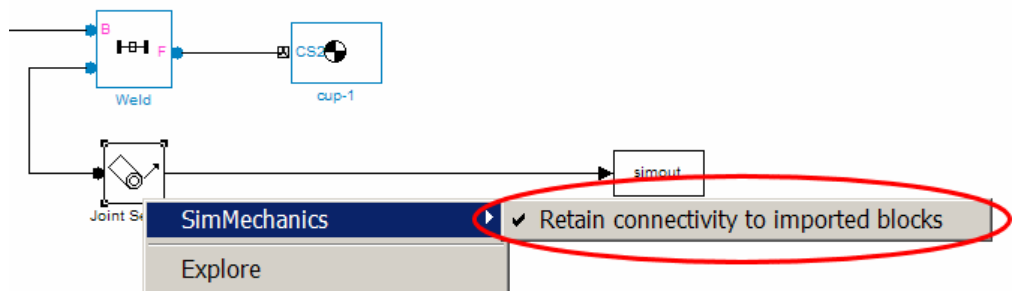 B
F
CS2
Weld
cup-1
simout
Joint Se
SimMechanics
Retain connectivity to imported blocks
Explore